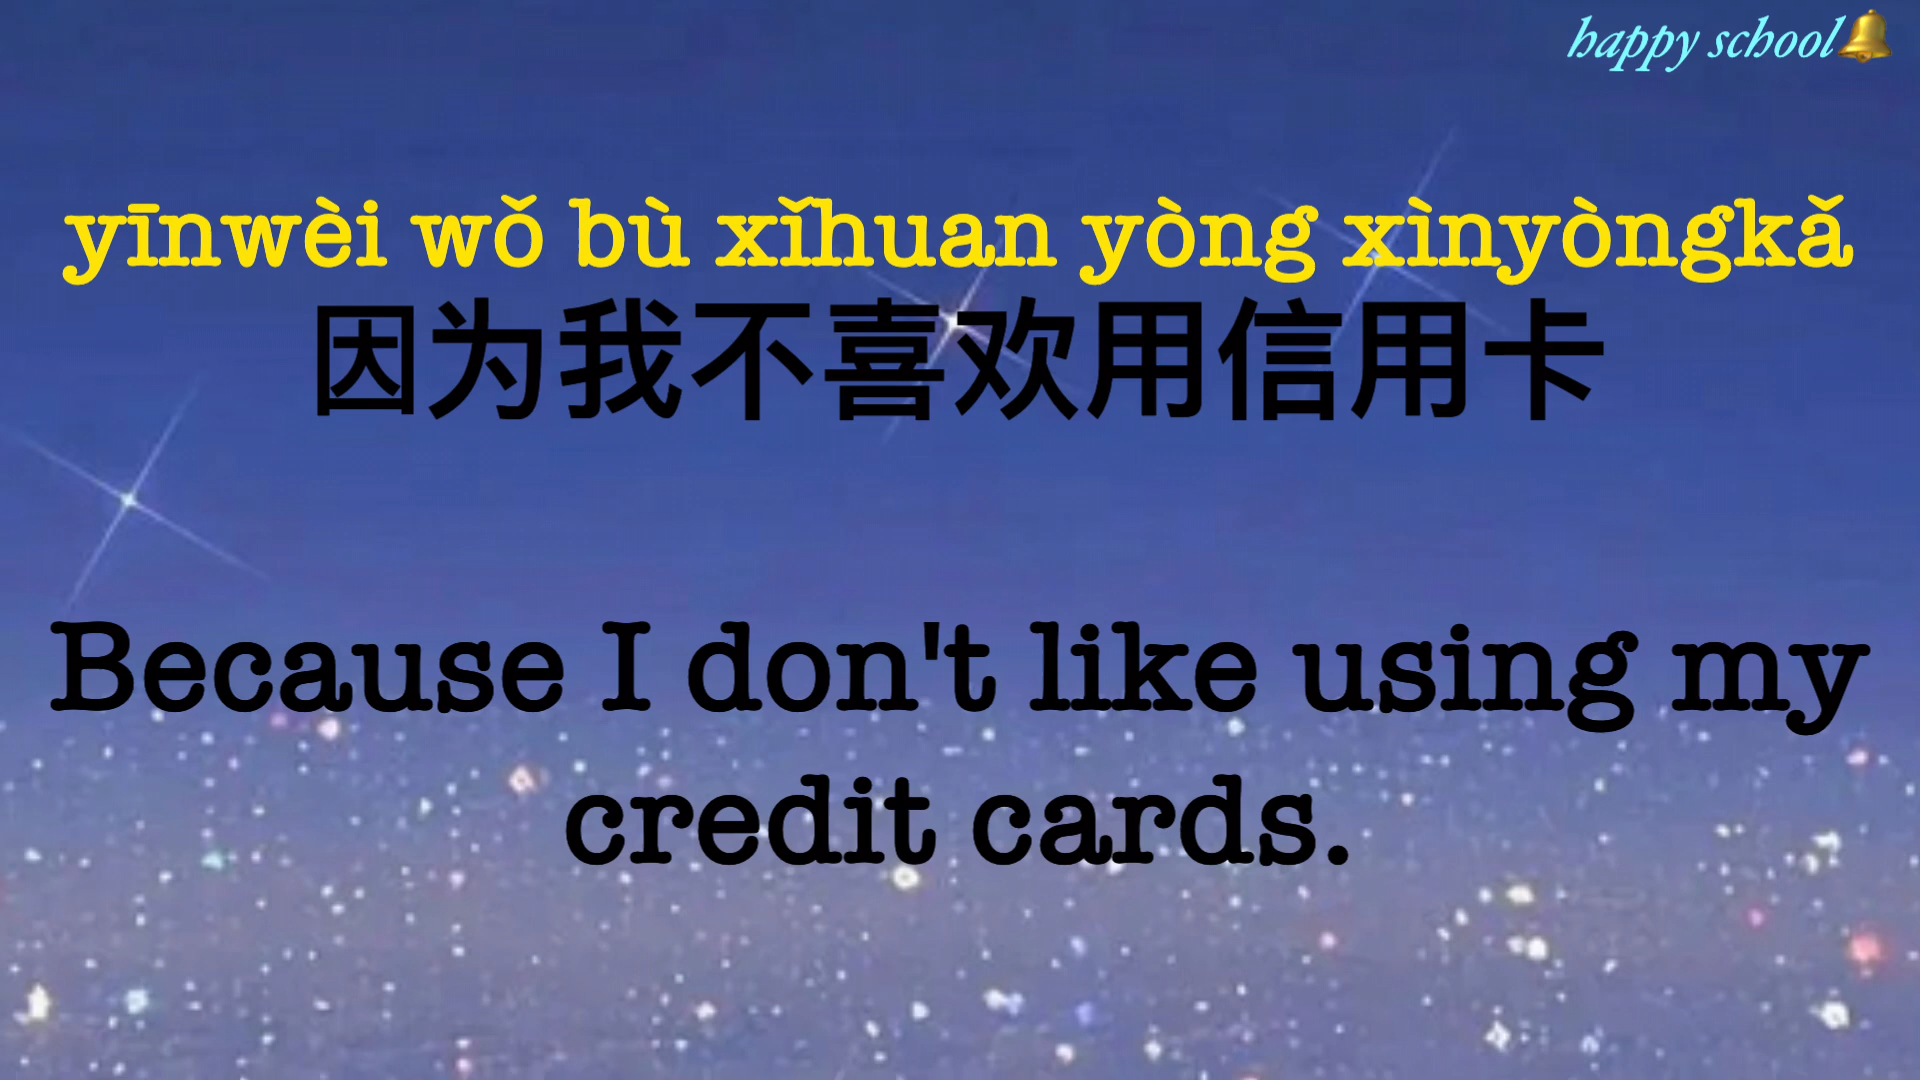 happy school🔔
yīnwèi wǒ bù xǐhuan yòng xìnyòngkǎ
因为我不喜欢用信用卡
Because I don't like using my
credit cards.